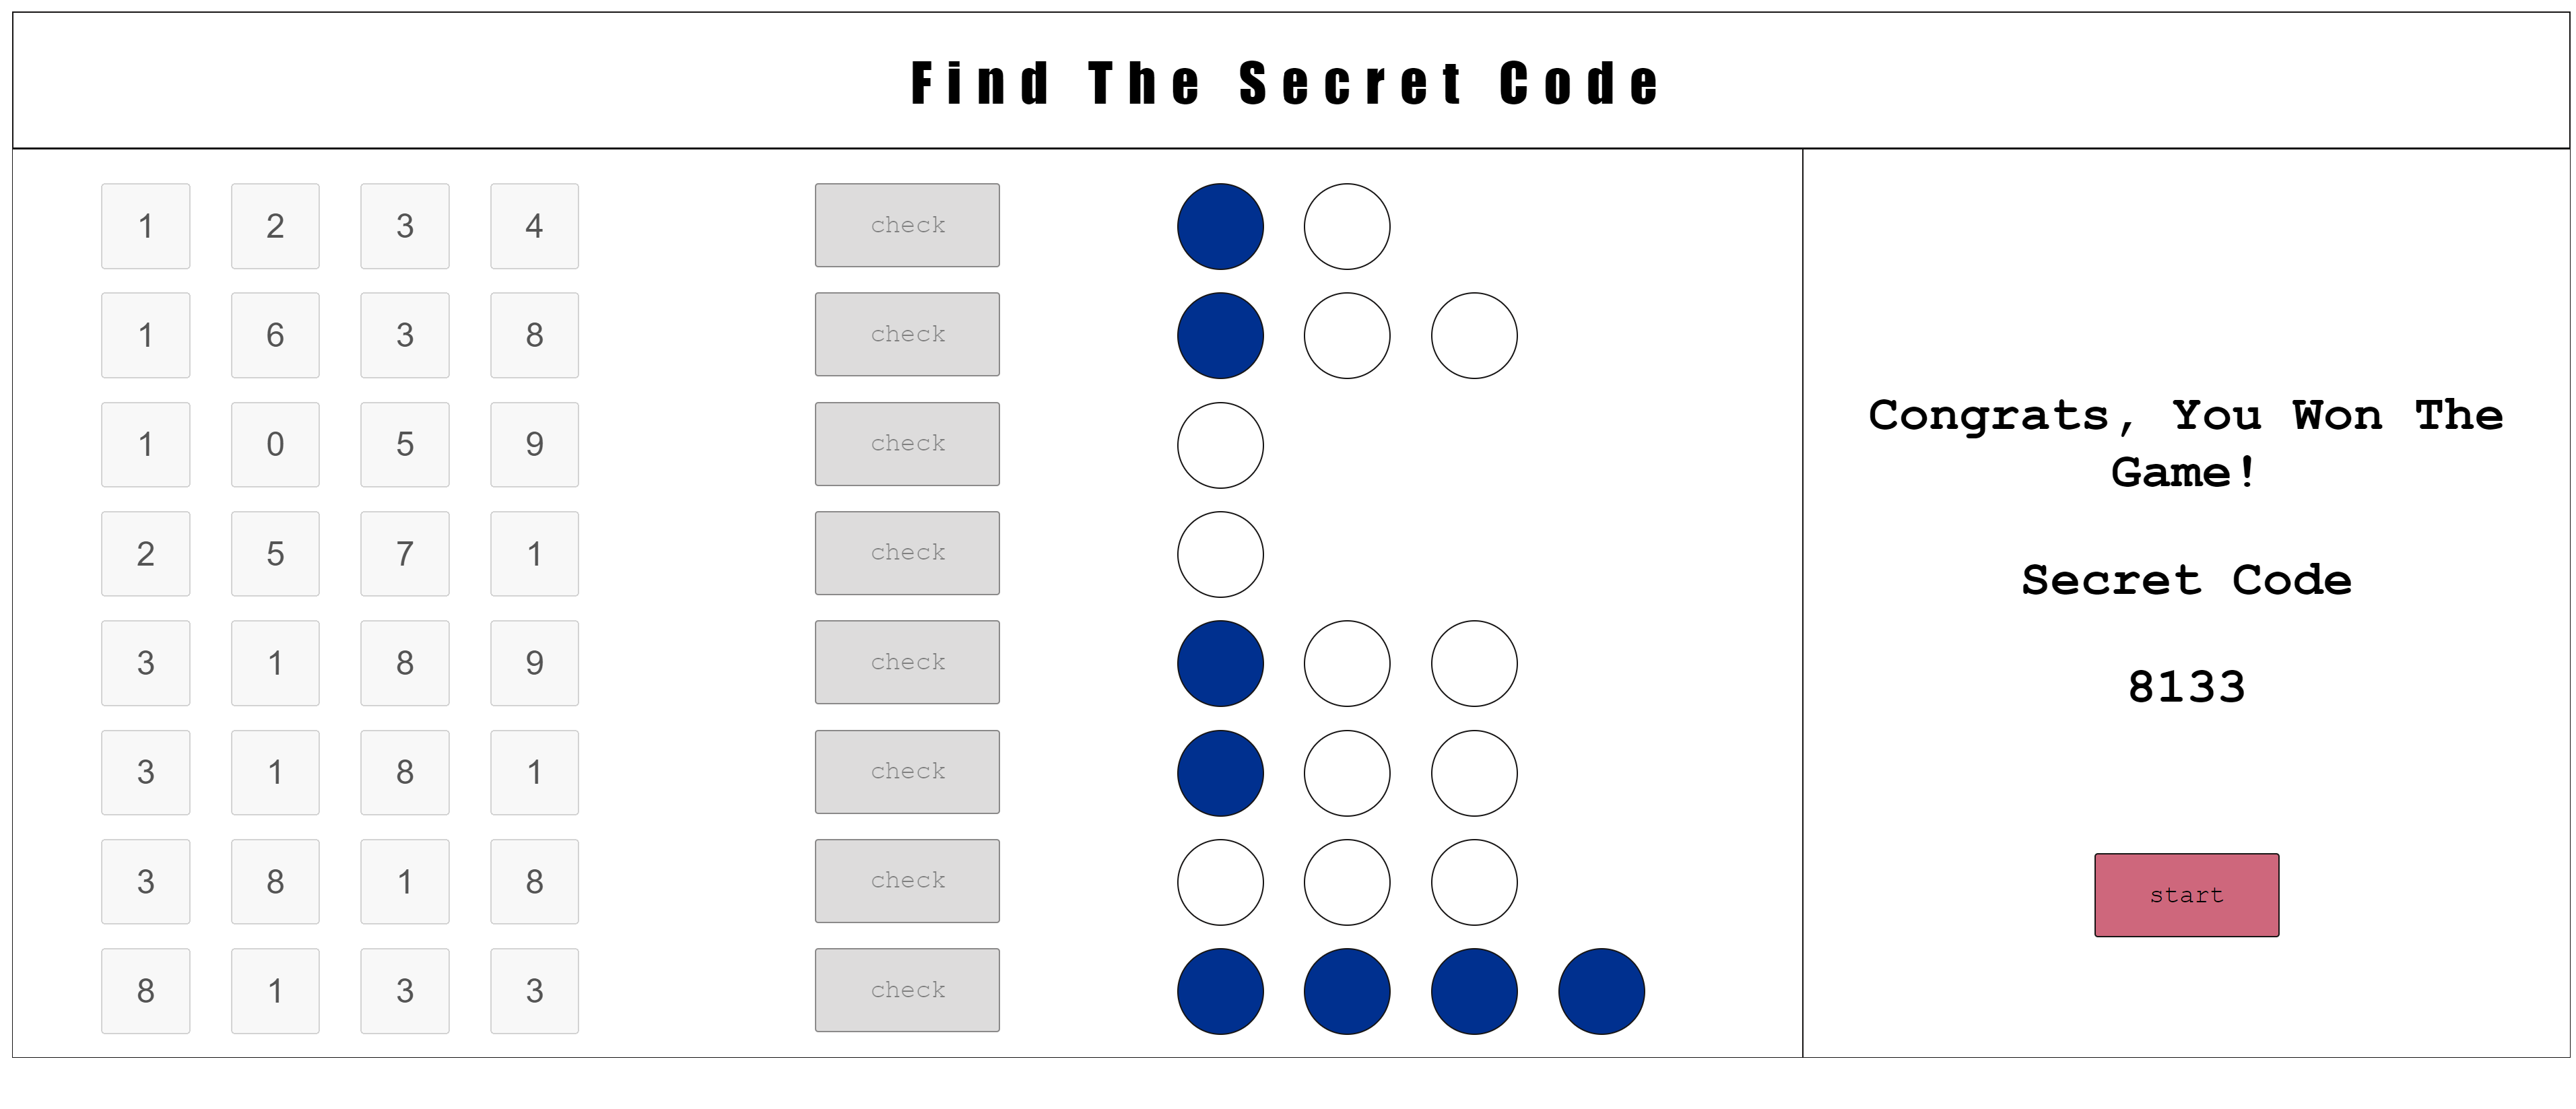 Find The Secret Code
1 2 3 4 check
1 6 3 8 check
1 0 5 9 check
2 5 7 1 check
3 1 8 9 check
3 1 8 1 check
3 8 1 8 check
8 1 3 3 check
Congrats, You Won The
Game!
Secret Code
8133
start